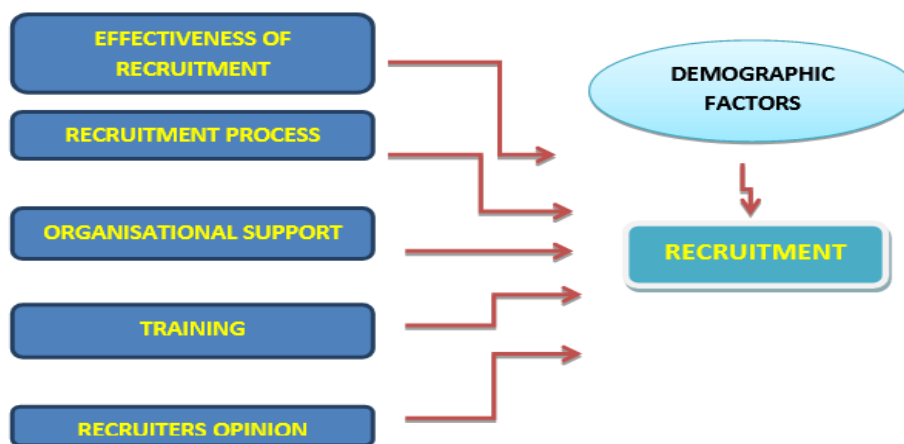 EFFECTIVENESS OF
RECRUITMENT
RECRUITMENT PROCESS
ORGANISATIONAL SUPPORT
TRAINING
RECRUITERS OPINION
DEMOGRAPHIC
FACTORS
RECRUITMENT